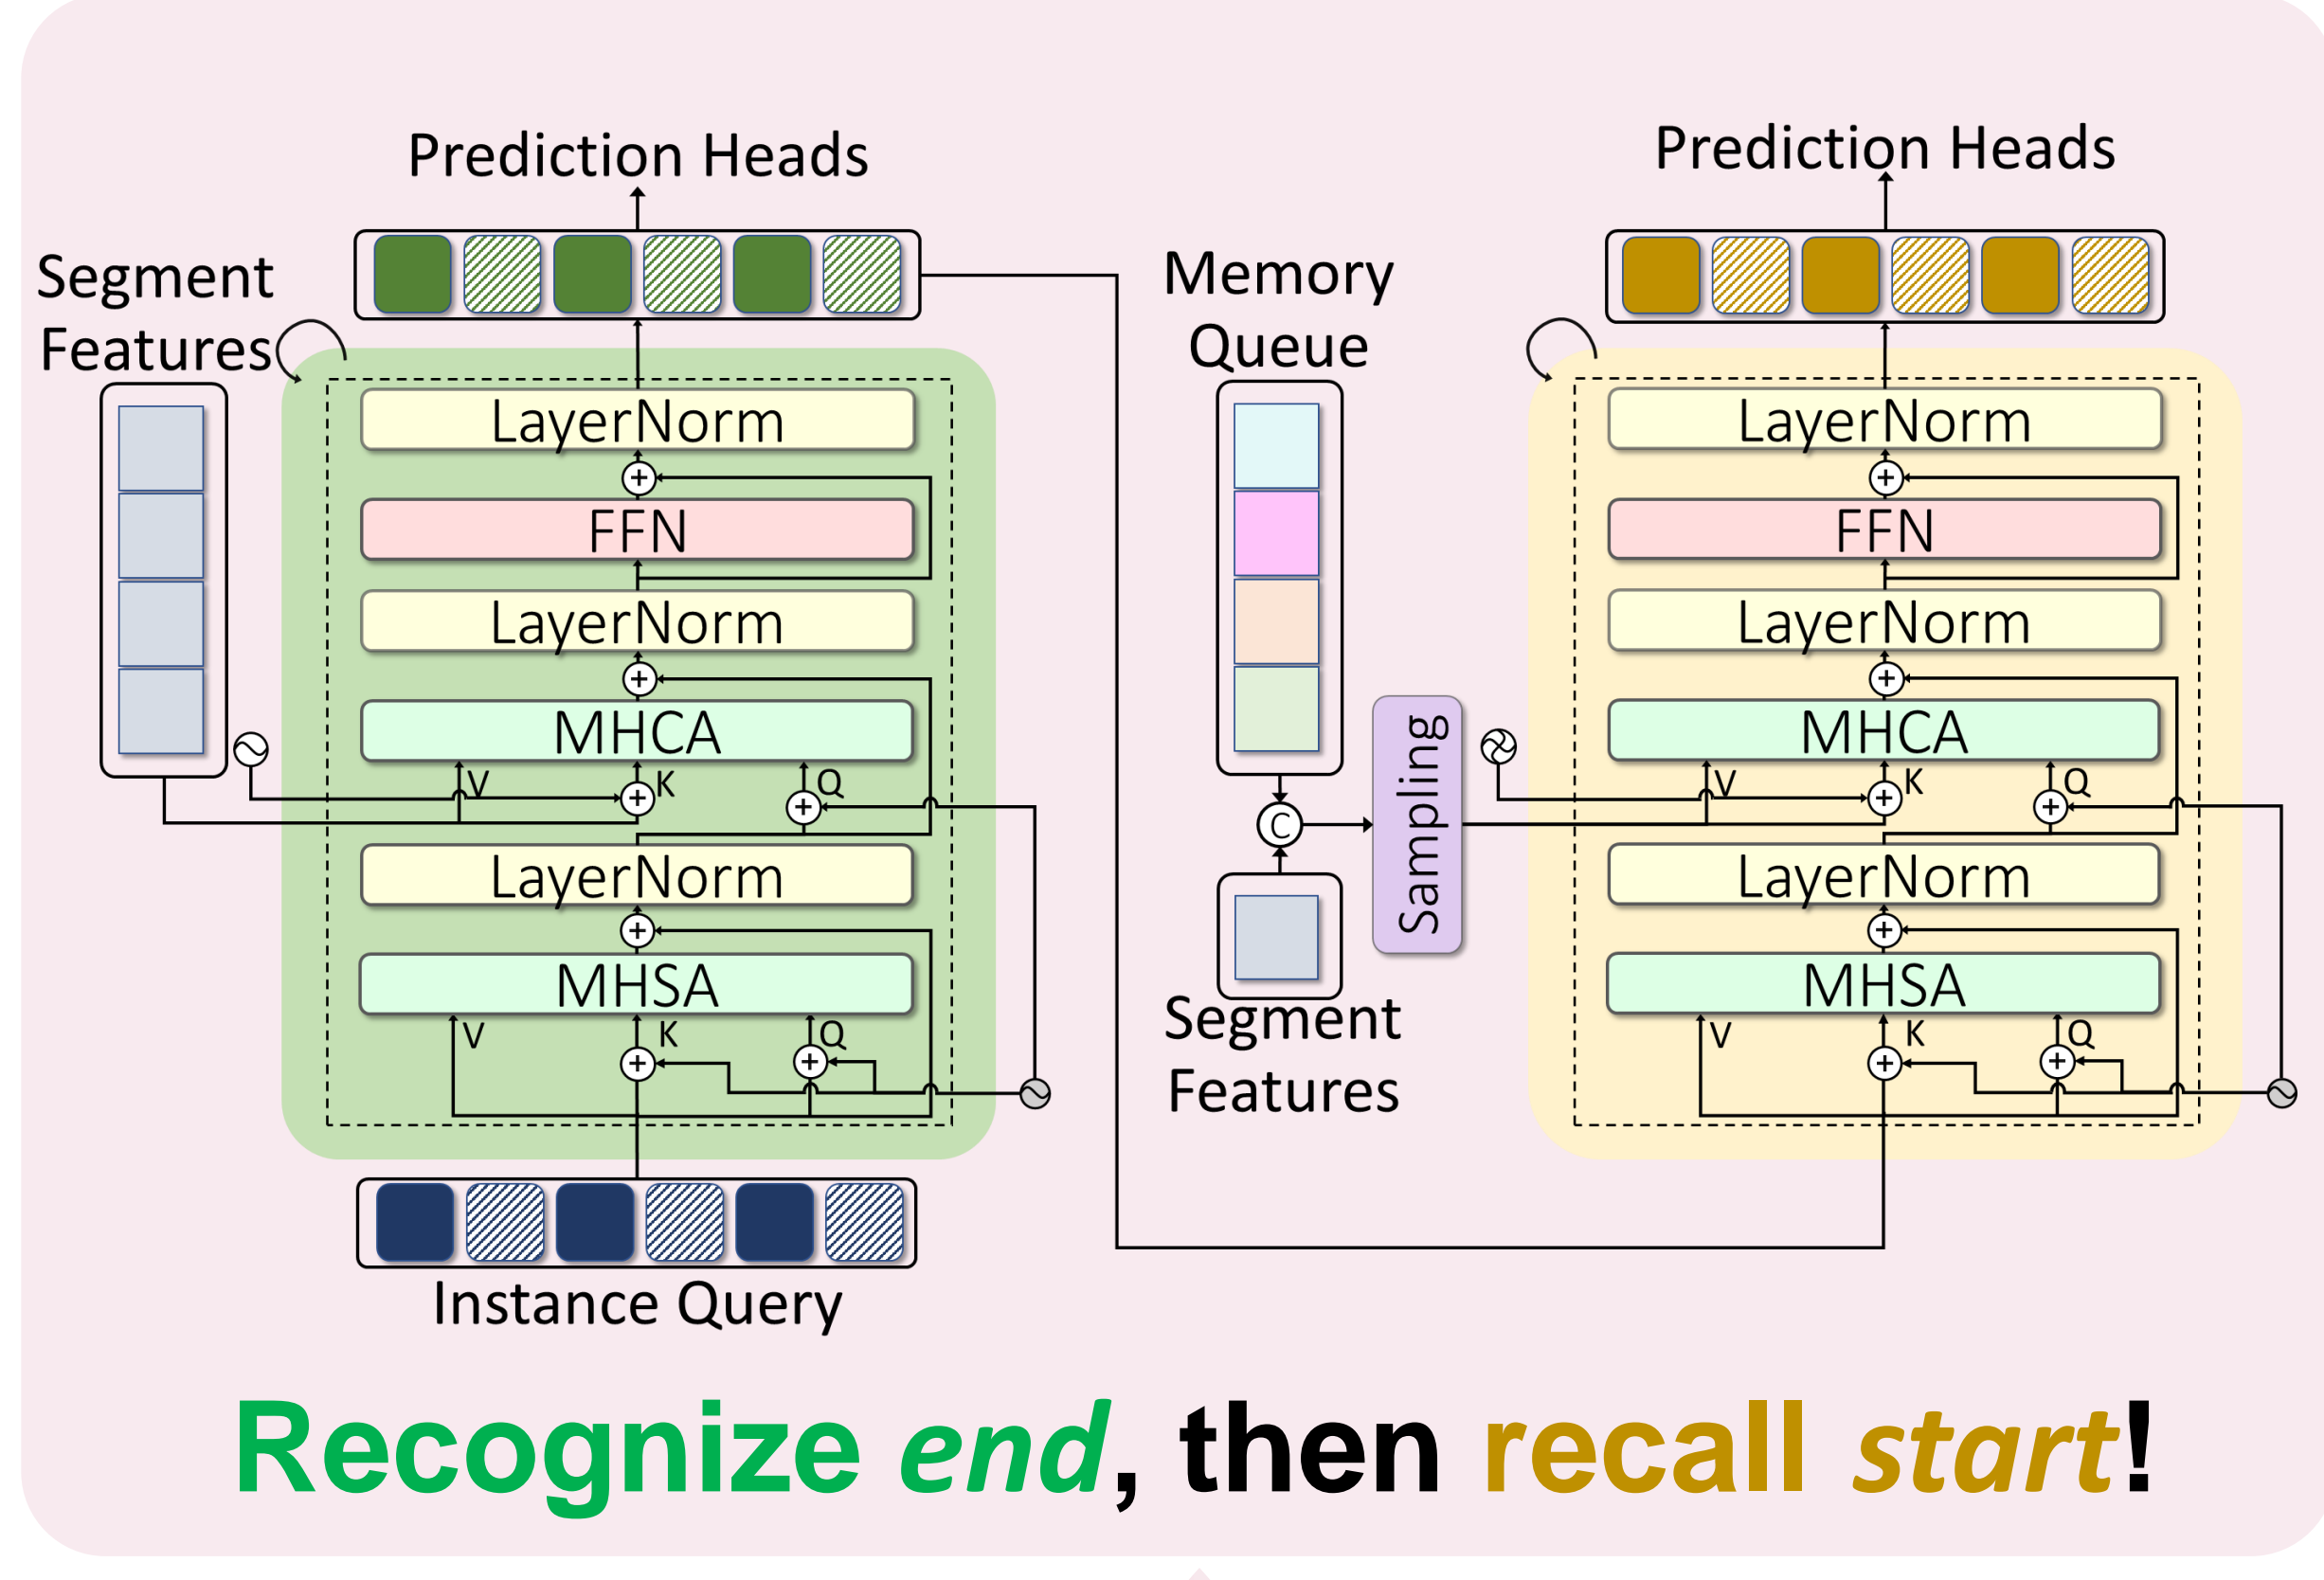 Prediction Heads
Segment
Features
LayerNorm
FFN
LayerNorm
MHCA
V
K
Q
LayerNorm
MHSA
V
K
Q
Instance Query
Memory
Queue
C
Sampling
Segment
Features
Prediction Heads
LayerNorm
FFN
LayerNorm
MHCA
V
K
Q
LayerNorm
MHSA
V
K
Q
Recognize end, then recall start!